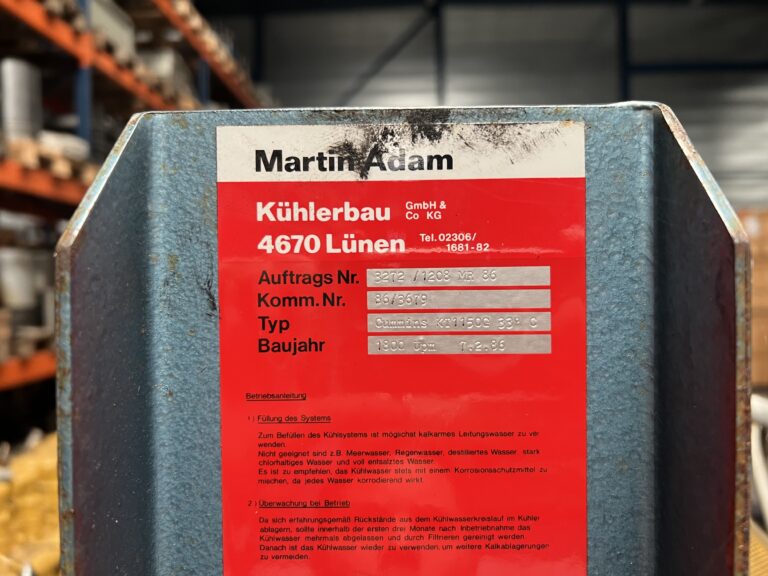 Martin Adam
Kühlerbau GmbH & Co KG
4670 Lünen Tel. 02306/ 1681-82
Auftrags Nr. 3272 /1208 MR 86
Komm. Nr. 86/3679
Typ Cummins KT1150G 33° C
Baujahr 1800 Upm 7.2.86
Betriebsanleitung
1.) Füllung des Systems
Zum Befüllen des Kühlsystems ist möglichst kalkarmes Leitungswasser zu ver
wenden.
Nicht geeignet sind z.B. Meerwasser, Regenwasser, destilliertes Wasser, stark
chlorhaltiges Wasser und voll entsalztes Wasser.
Es ist zu empfehlen, das Kühlwasser stets mit einem Korrosionsschutzmittel zu
mischen, da jedes Wasser korrodierend wirkt.
2.) Überwachung bei Betrieb
Da sich erfahrungsgemäß Rückstände aus dem Kühlwasserkreislauf im Kühler
ablagern, sollte innerhalb der ersten drei Monate nach Inbetriebnahme das
Kühlwasser mehrmals abgelassen und durch Filtrieren gereinigt werden.
Danach ist das Kühlwasser wieder zu verwenden, um weitere Kalkablagerungen
zu vermeiden.